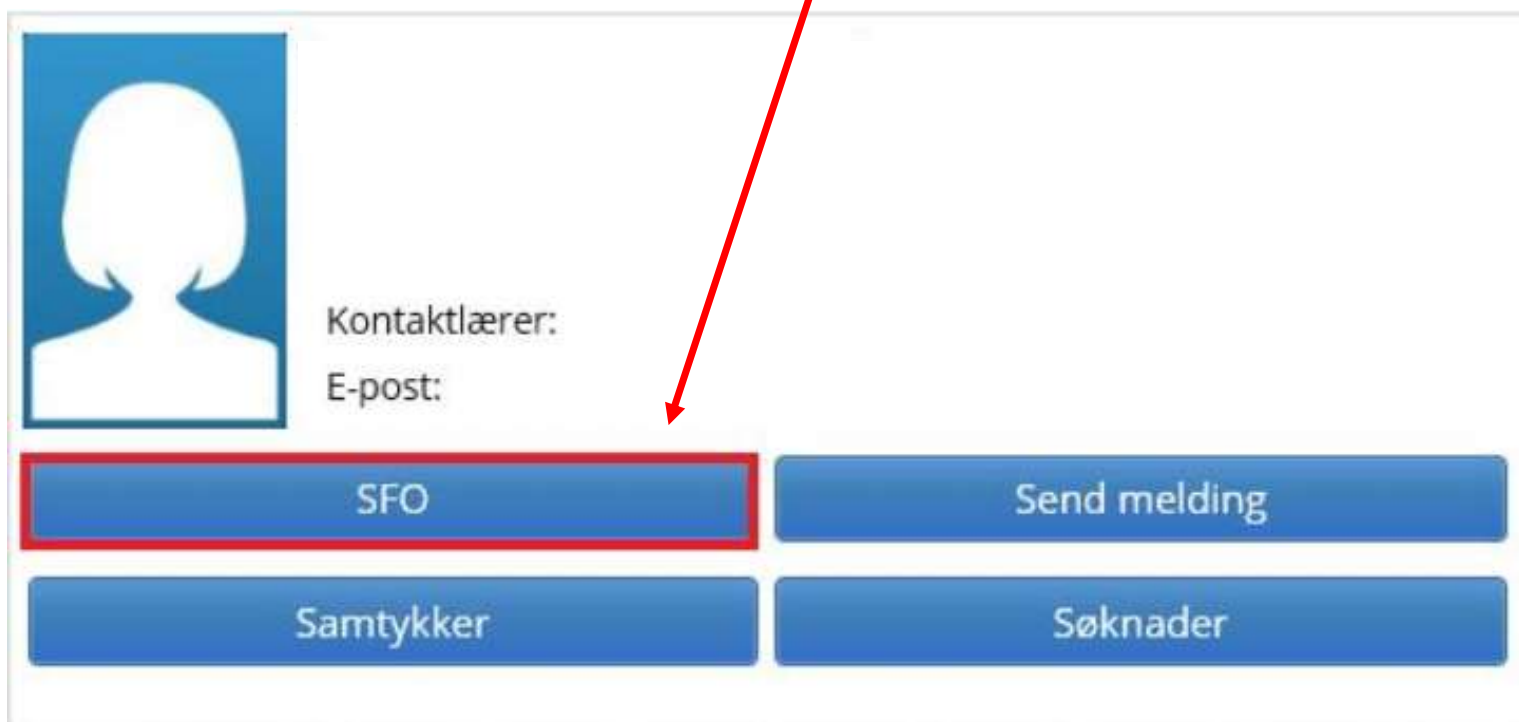 Kontaktlærer:
E-post:
SFO
Send melding
Samtykker
Søknader